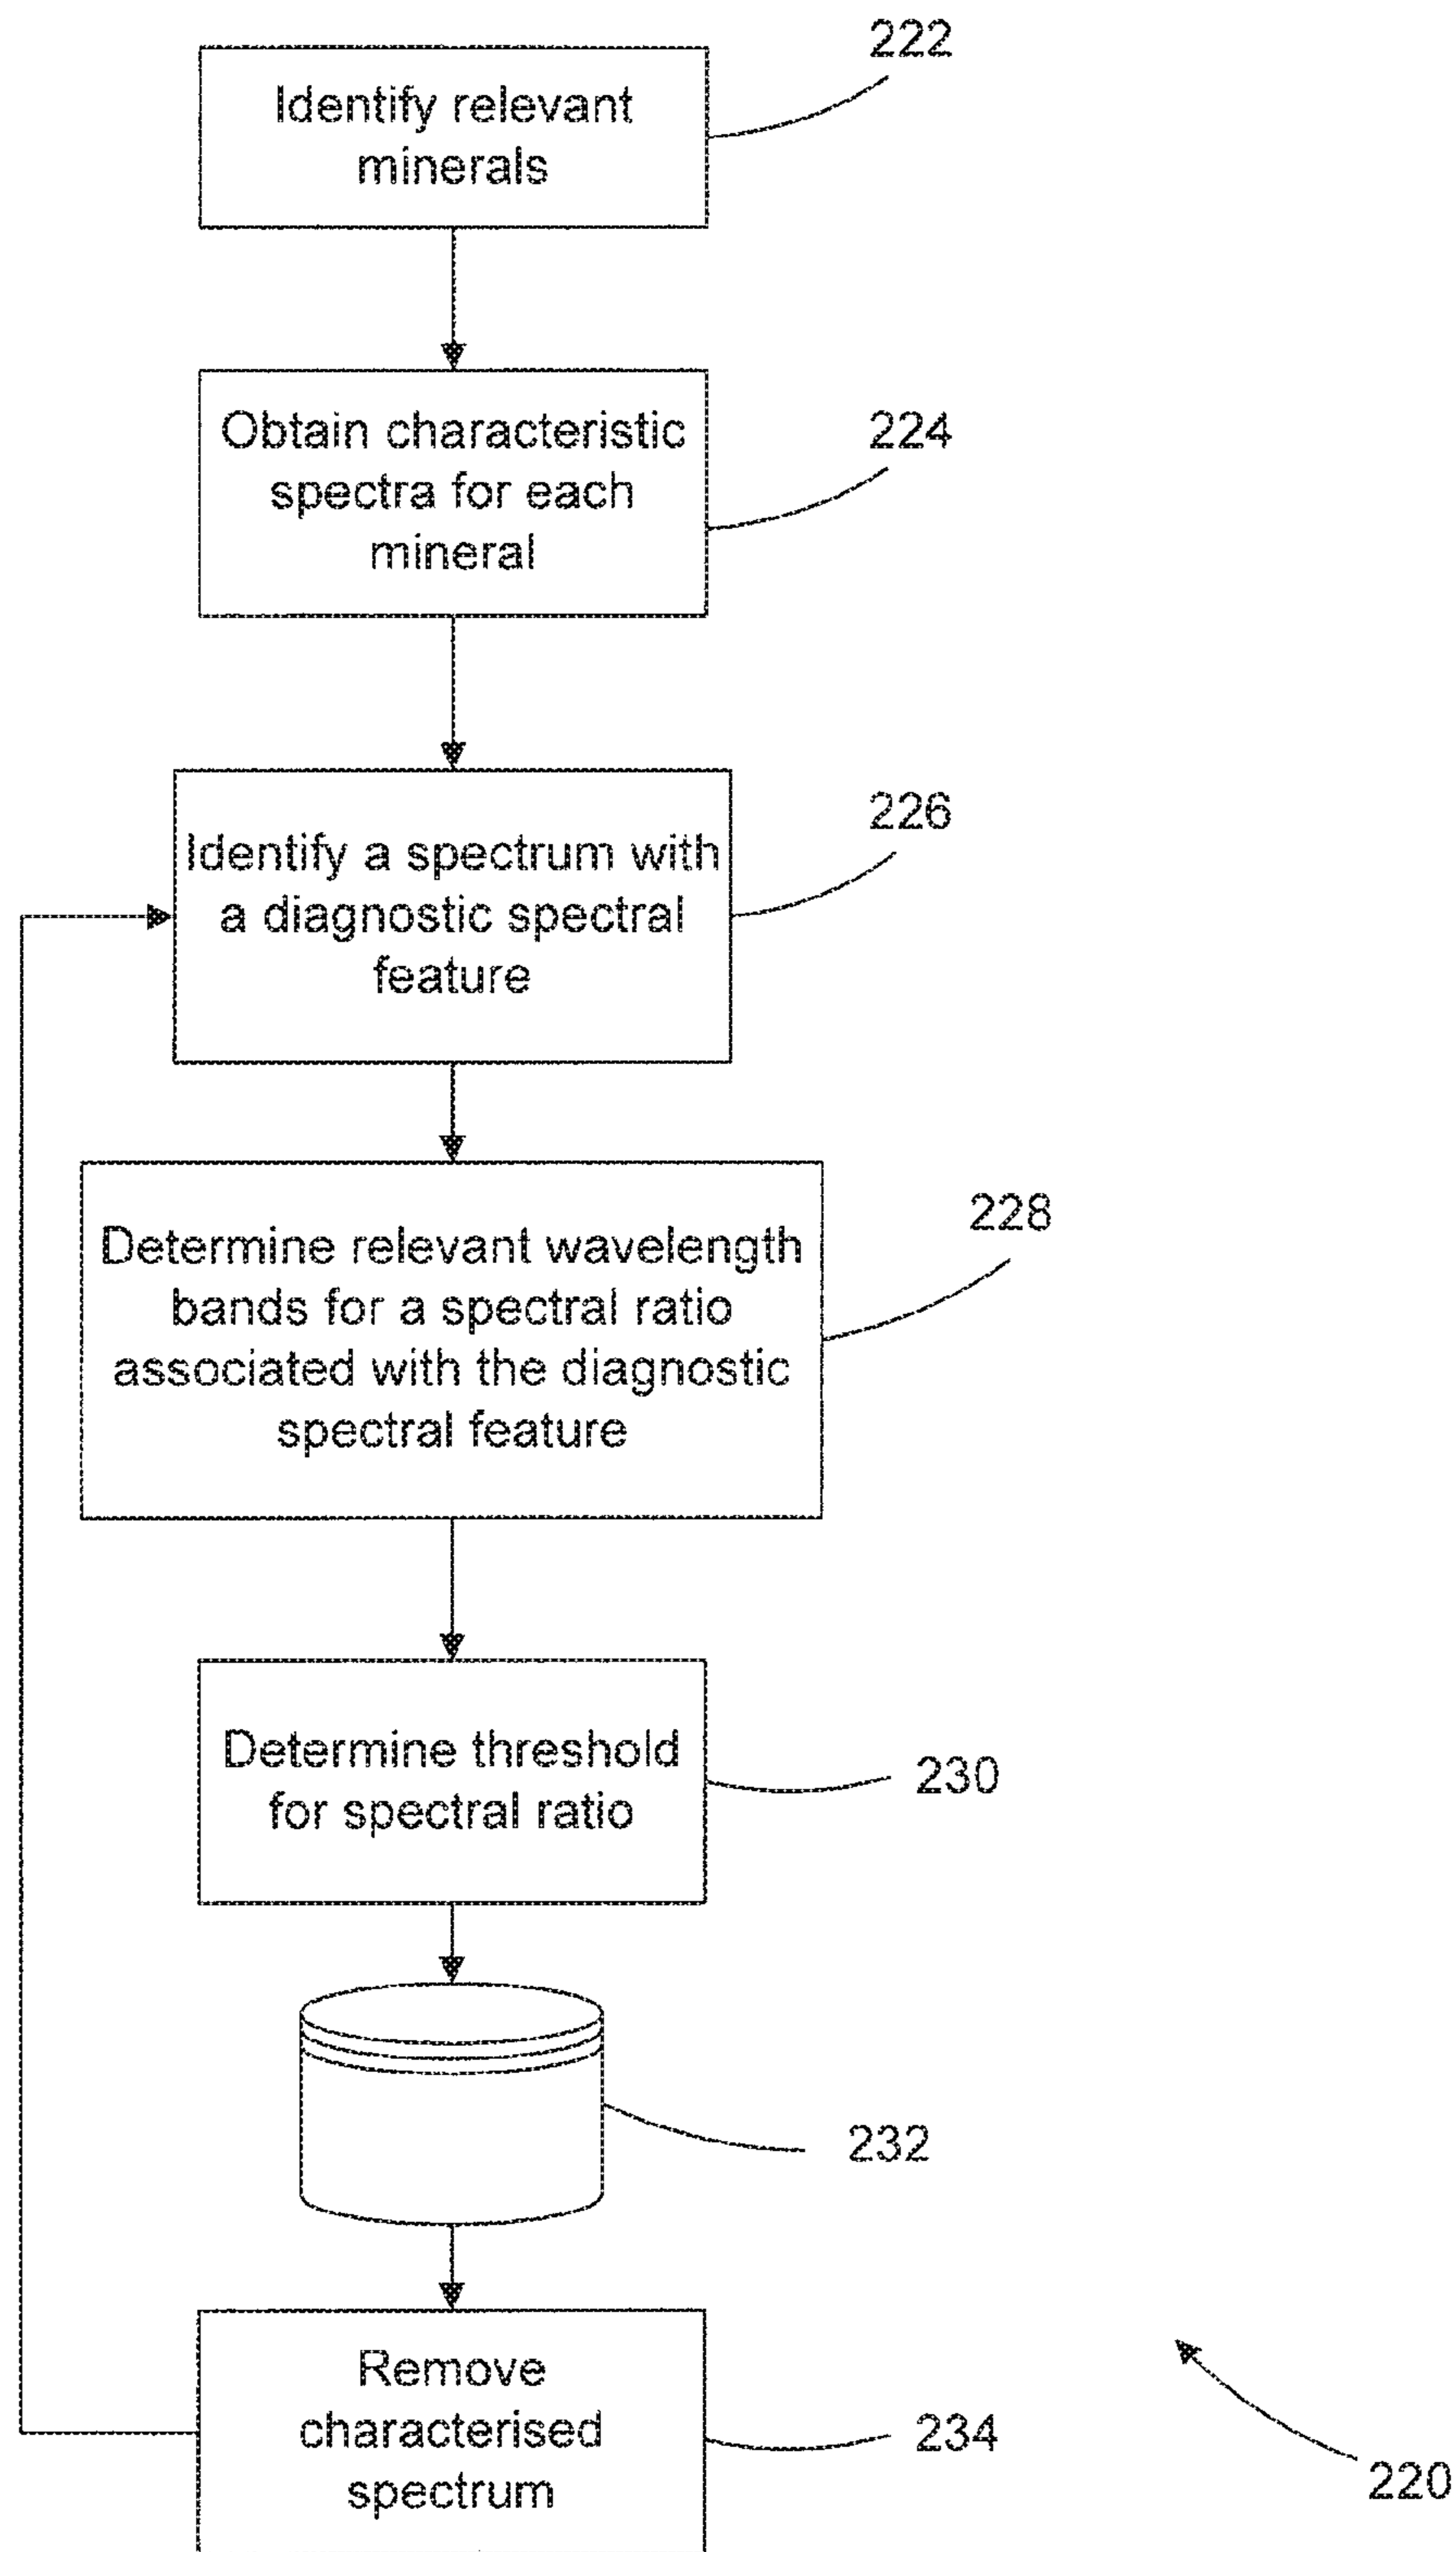 222
Identify relevant
minerals
Obtain characteristic
spectra for each
mineral
224
226
Identify a spectrum with
a diagnostic spectral
feature
228
Determine relevant wavelength
bands for a spectral ratio
associated with the diagnostic
spectral feature
Determine threshold
for spectral ratio
230
232
Remove
characterised
spectrum
234
220